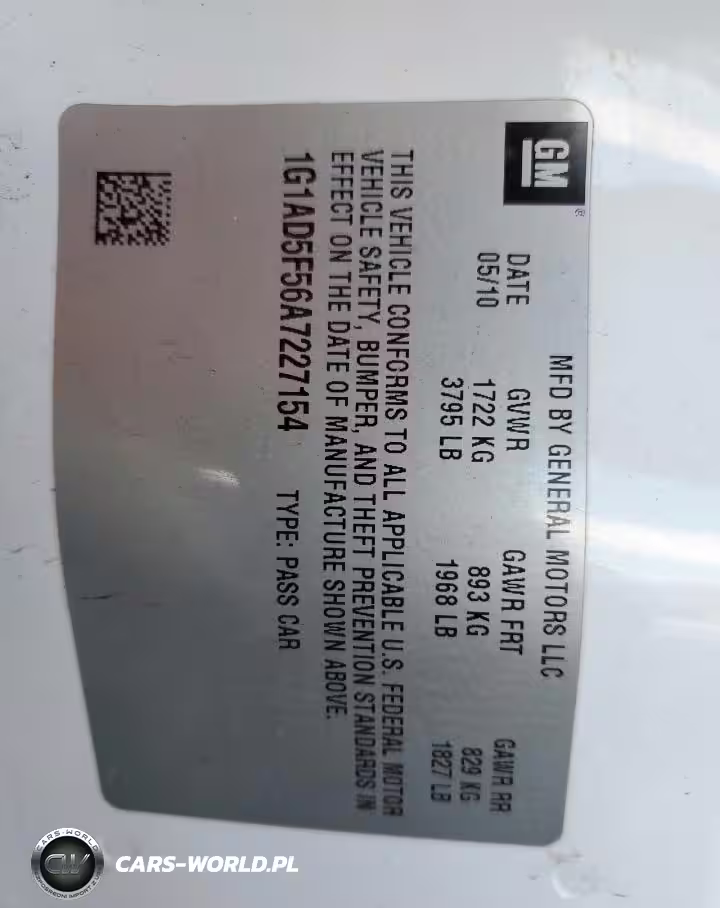 GM
®
MFD BY GENERAL MOTORS LLC
DATE GVWR GAWR FRT GAWR RR
05/10 1722 KG 893 KG 829 KG
3795 LB 1968 LB 1827 LB
THIS VEHICLE CONFORMS TO ALL APPLICABLE U.S. FEDERAL MOTOR
VEHICLE SAFETY, BUMPER, AND THEFT PREVENTION STANDARDS IN
EFFECT ON THE DATE OF MANUFACTURE SHOWN ABOVE.
1G1AD5F56A7227154 TYPE: PASS CAR
CARS-WORLD
CW
CARS-WORLD.PL